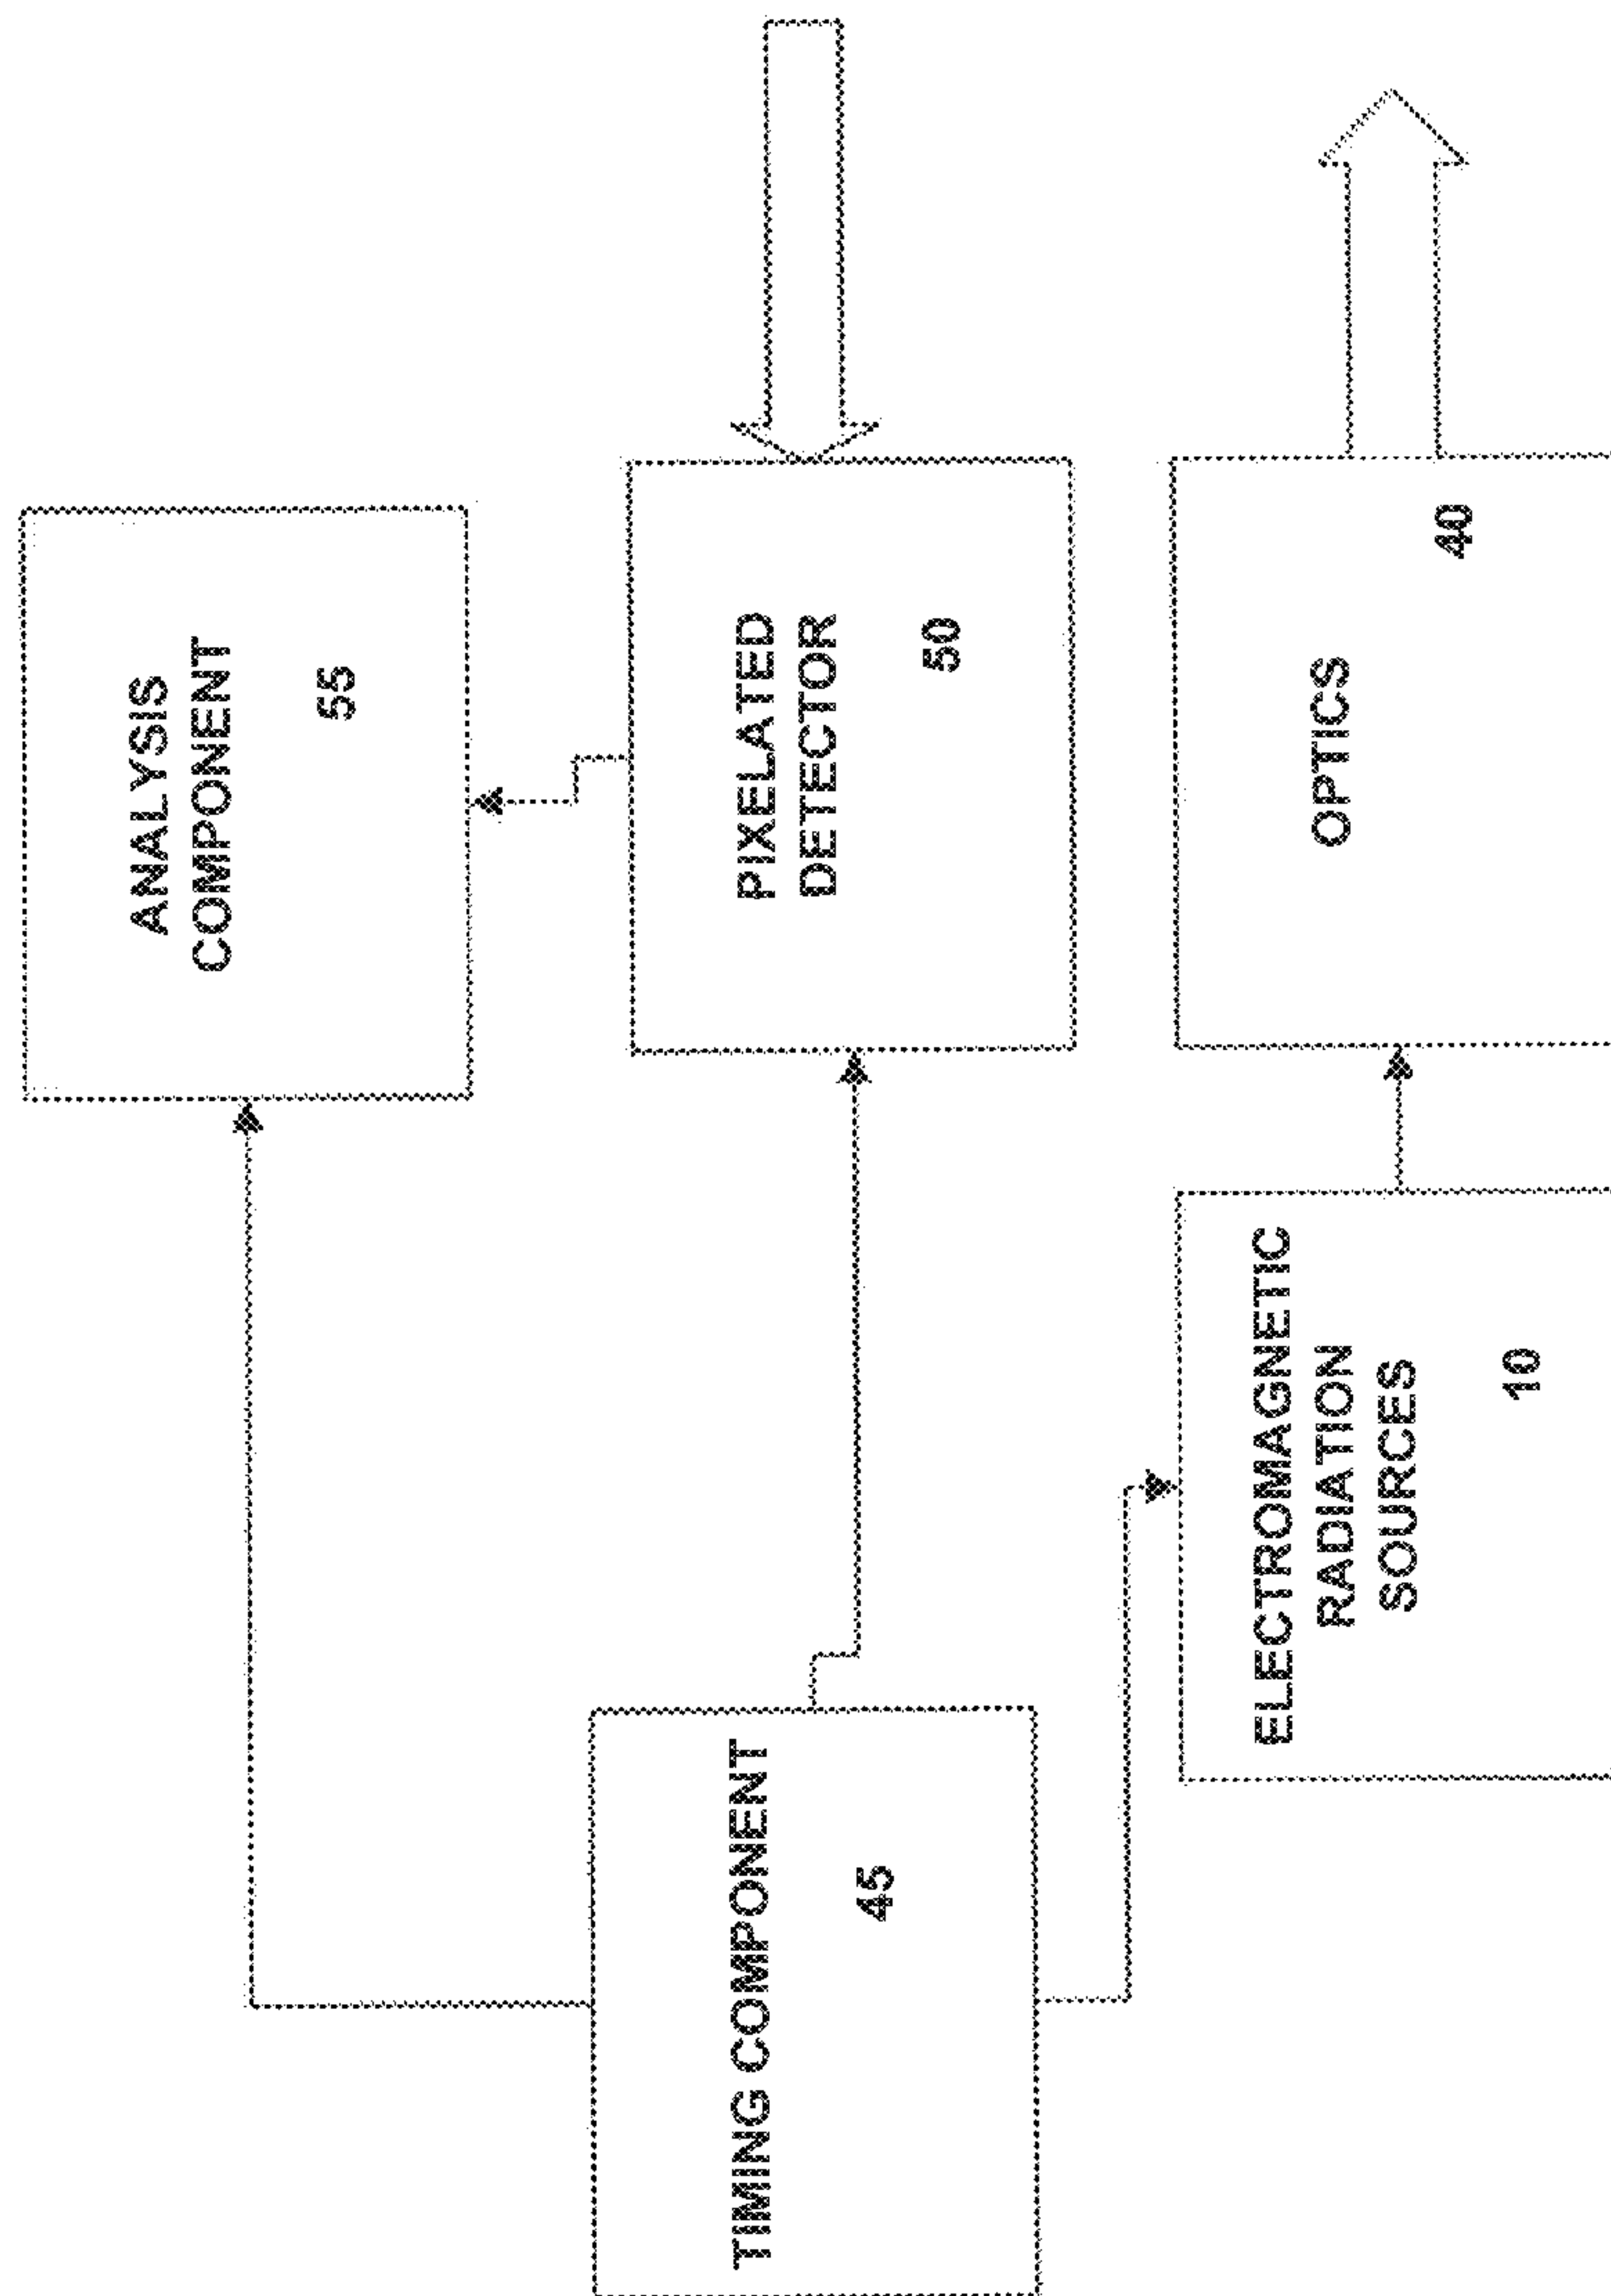 ANALYSIS
COMPONENT
55
PIXELATED
DETECTOR
50
OPTICS
40
TIMING COMPONENT
45
ELECTROMAGNETIC
RADIATION
SOURCES
10